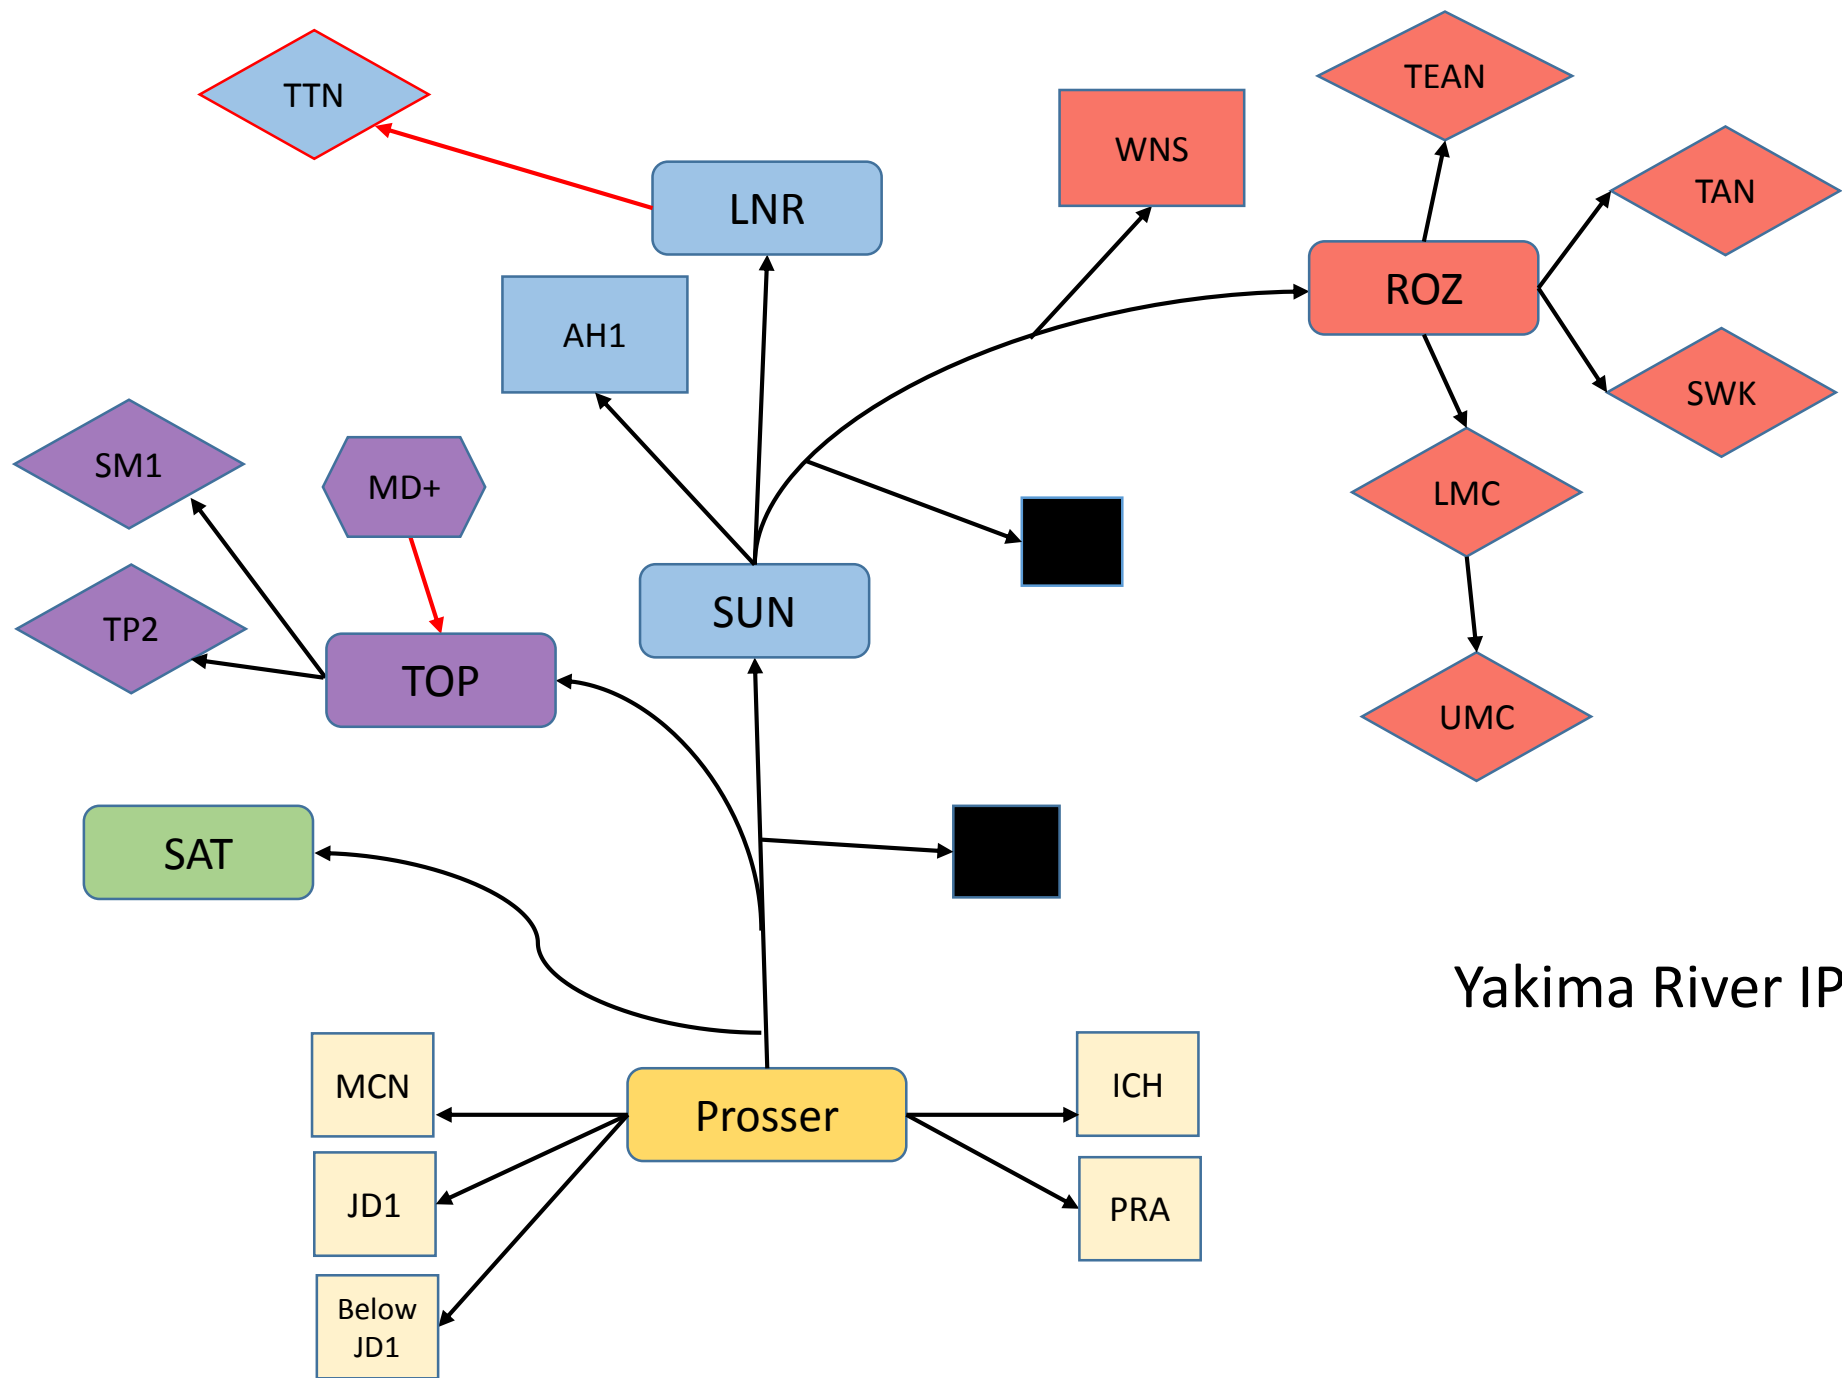 TEAN
TTN
WNS
TAN
LNR
ROZ
AH1
SWK
SM1
MD+
LMC
SUN
TP2
TOP
UMC
SAT
Yakima River IP
MCN
ICH
Prosser
JD1
PRA
Below
JD1